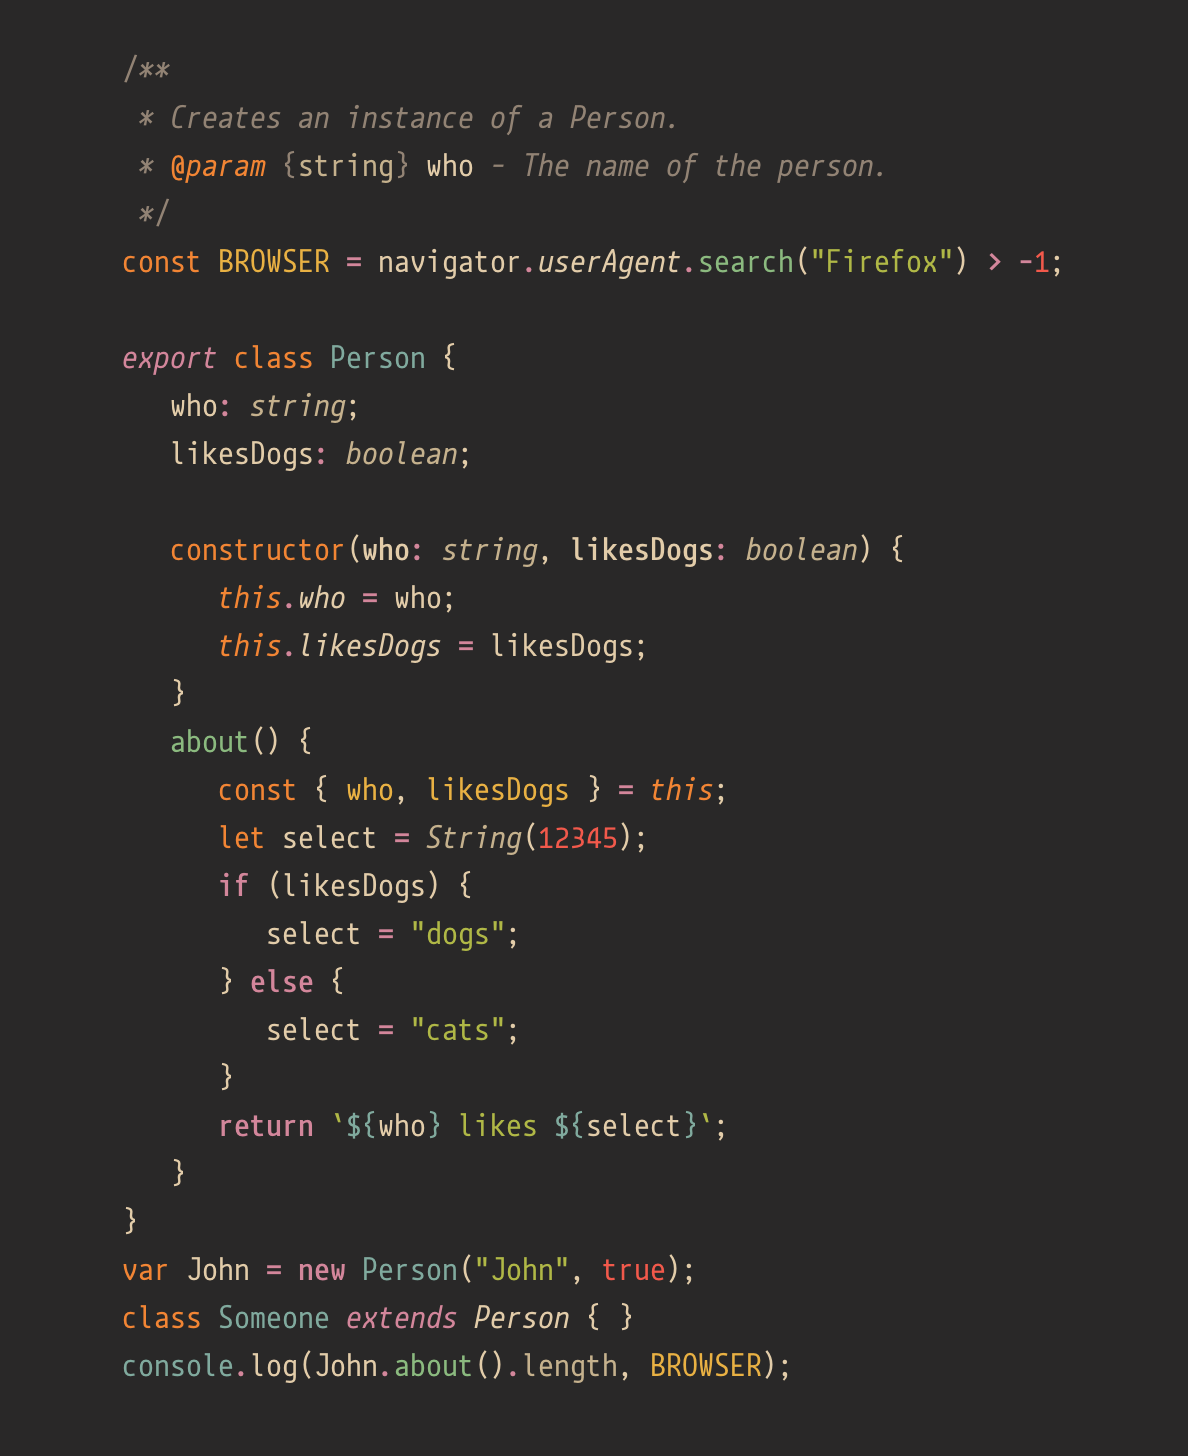 /**
 * Creates an instance of a Person.
 * @param {string} who - The name of the person.
 */
const BROWSER = navigator.userAgent.search("Firefox") > -1;

export class Person {
   who: string;
   likesDogs: boolean;

   constructor(who: string, likesDogs: boolean) {
      this.who = who;
      this.likesDogs = likesDogs;
   }
   about() {
      const { who, likesDogs } = this;
      let select = String(12345);
      if (likesDogs) {
         select = "dogs";
      } else {
         select = "cats";
      }
      return `${who} likes ${select}`;
   }
}
var John = new Person("John", true);
class Someone extends Person { }
console.log(John.about().length, BROWSER);